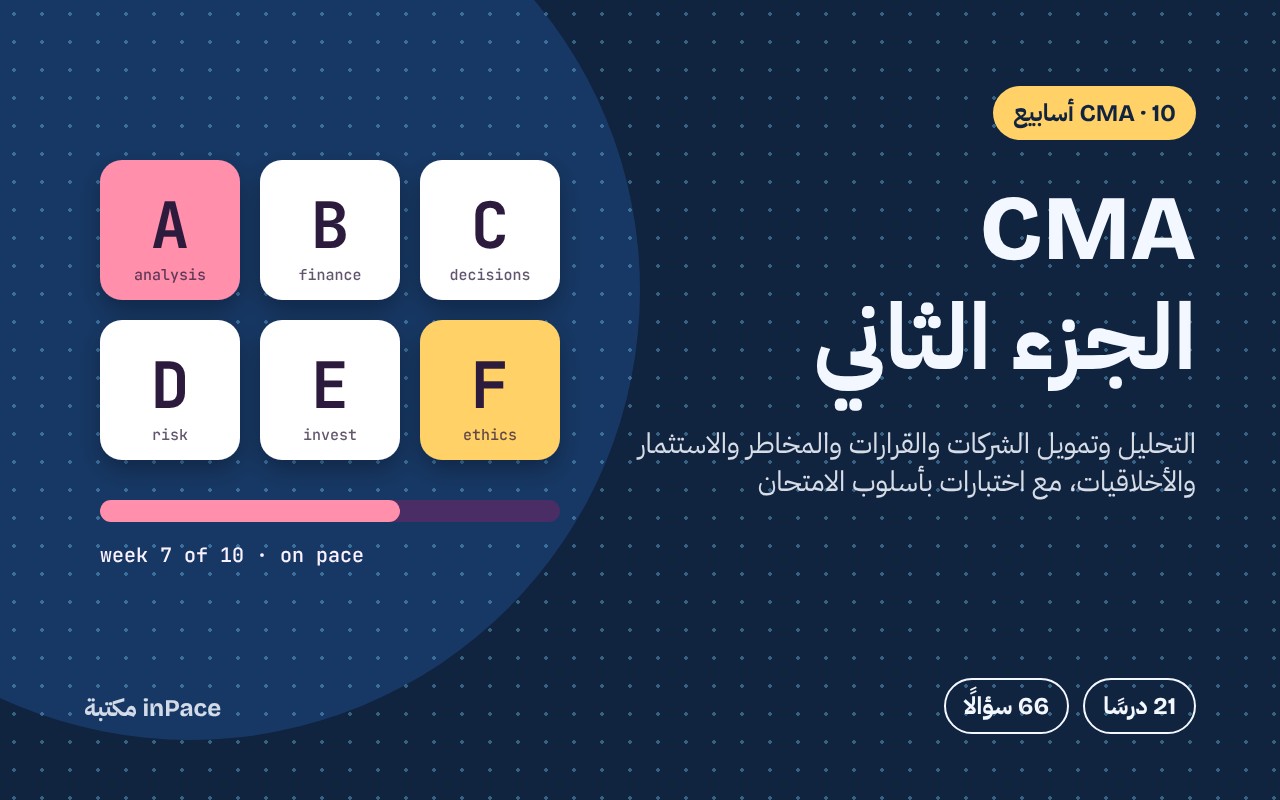 CMA · 10 أسابيع
CMA
الجزء الثاني
التحليل وتمويل الشركات والقرارات والمخاطر والاستثمار
والأخلاقيات، مع اختبارات بأسلوب الامتحان
21 درسًا
66 سؤالًا
A
analysis
B
finance
C
decisions
D
risk
E
invest
F
ethics
week 7 of 10 · on pace
مكتبة inPace